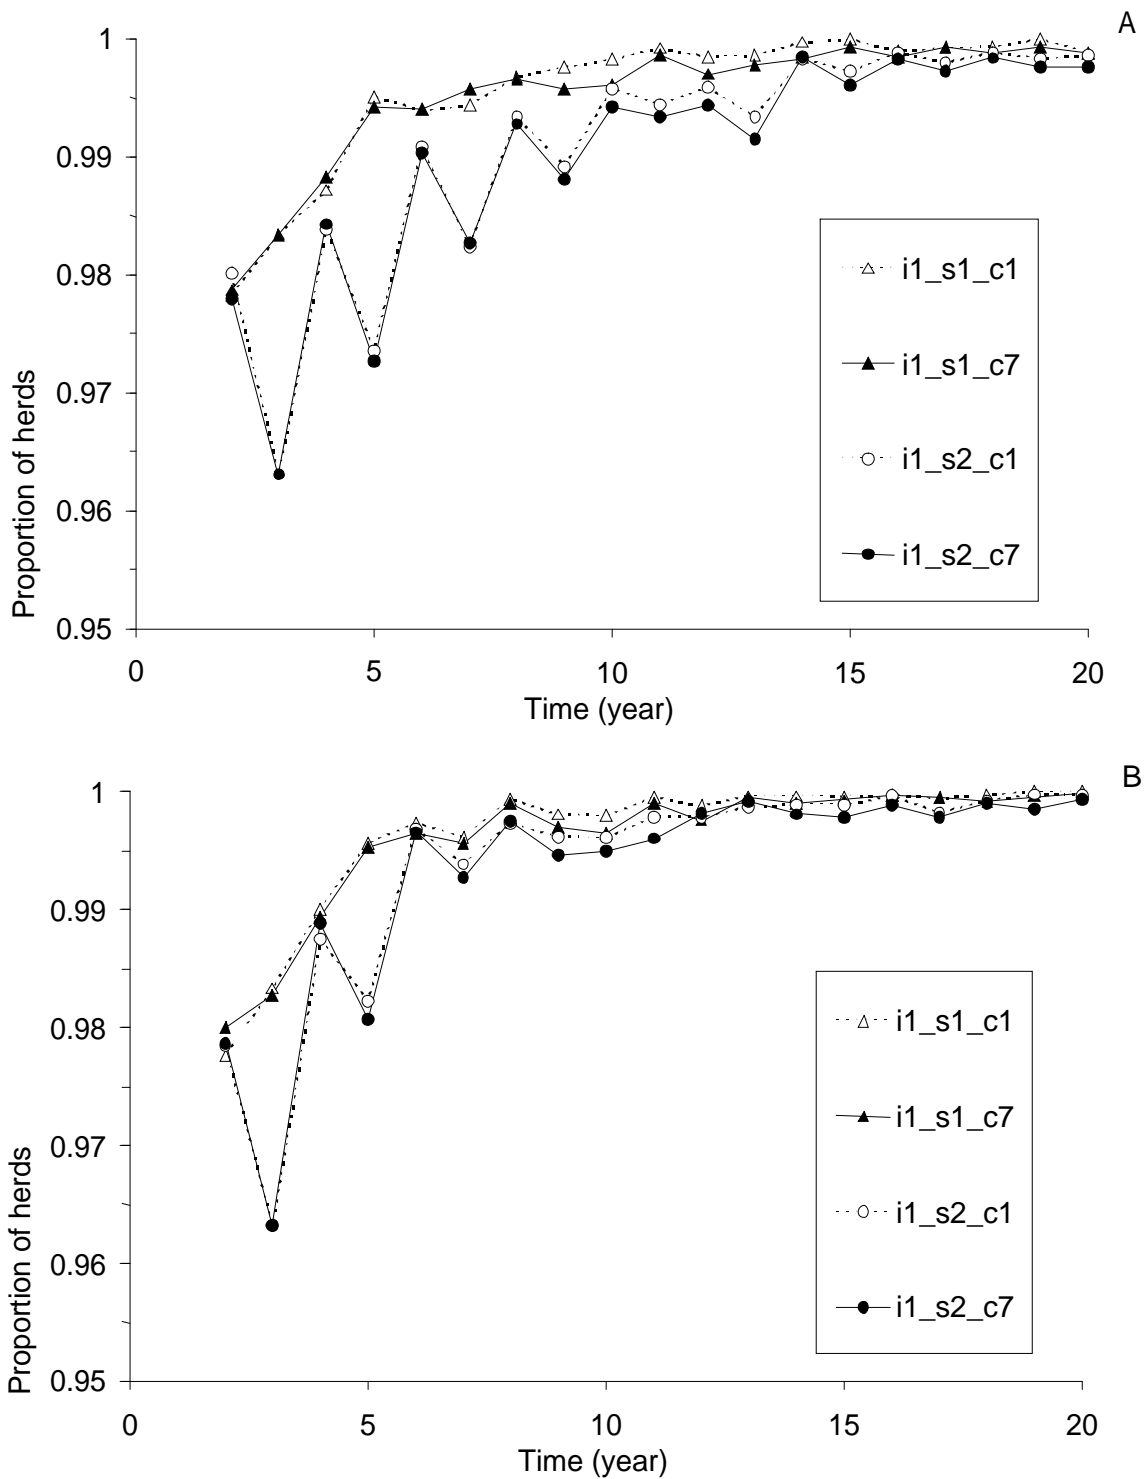 A
1
0.99
0.98
0.97
0.96
0.95
0
5
10
15
20
Proportion of herds
Time (year)
i1_s1_c1
i1_s1_c7
i1_s2_c1
i1_s2_c7
B
1
0.99
0.98
0.97
0.96
0.95
0
5
10
15
20
Proportion of herds
Time (year)
i1_s1_c1
i1_s1_c7
i1_s2_c1
i1_s2_c7